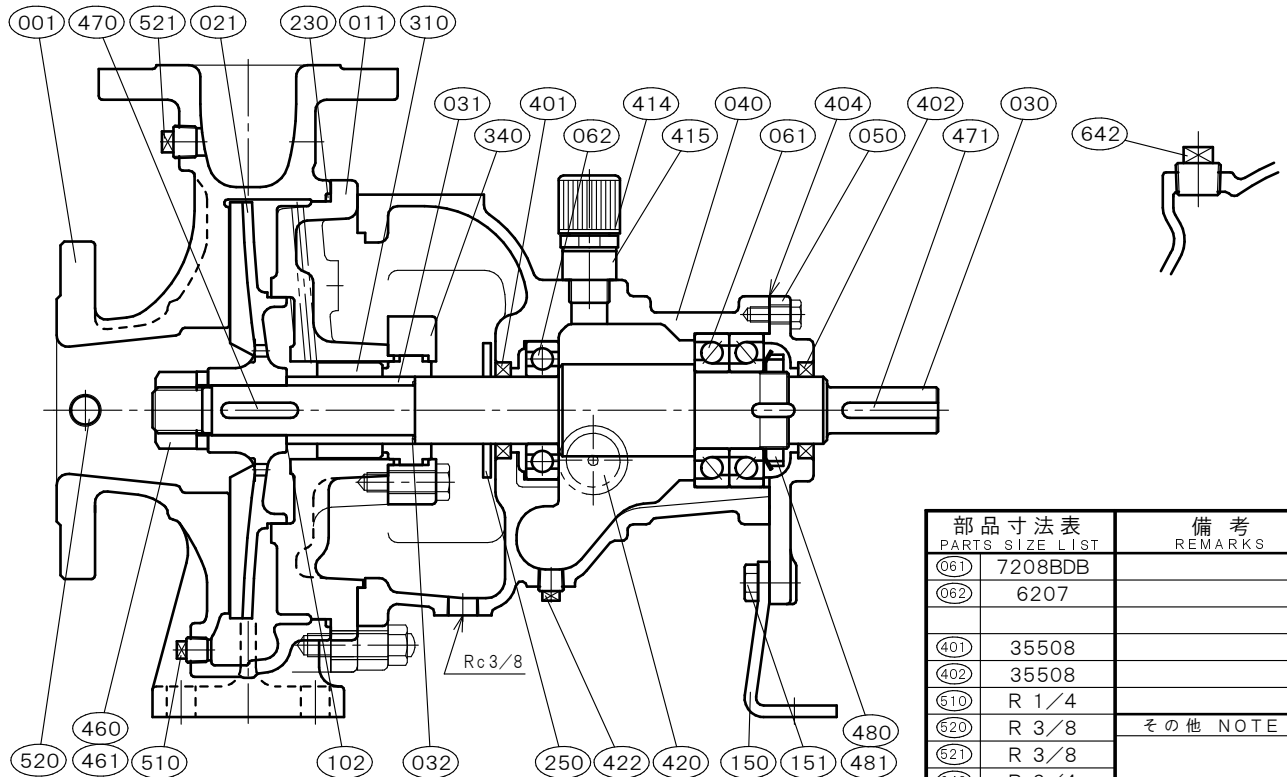 001 470 521 021 230 011 310
031 401 062 414 415 040 061 404 050 402 030 471 642
340
Rc3/8
460
461
520 510 102 032 250 422 420 150 151
480
481
部品寸法表
PARTS SIZE LIST
備考
REMARKS
061 7208BDB
062 6207
401 35508
402 35508
510 R 1/4
520 R 3/8
その他 NOTE
521 R 3/8